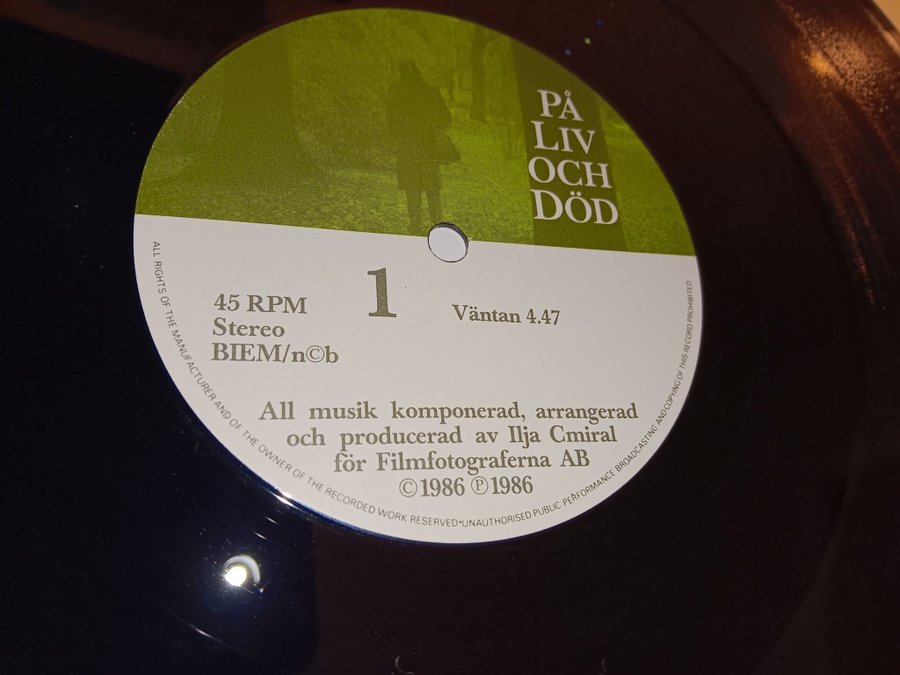 PÅ
LIV
OCH
DÖD
45 RPM
Stereo
BIEM/n©b
1
Väntan 4.47
All musik komponerad, arrangerad
och producerad av Ilja Cmiral
för Filmfotograferna AB
©1986 ℗1986
ALL RIGHTS OF THE MANUFACTURER AND OF THE OWNER OF THE RECORDED WORK RESERVED•UNAUTHORISED PUBLIC PERFORMANCE BROADCASTING AND COPYING OF THIS RECORD PROHIBITED